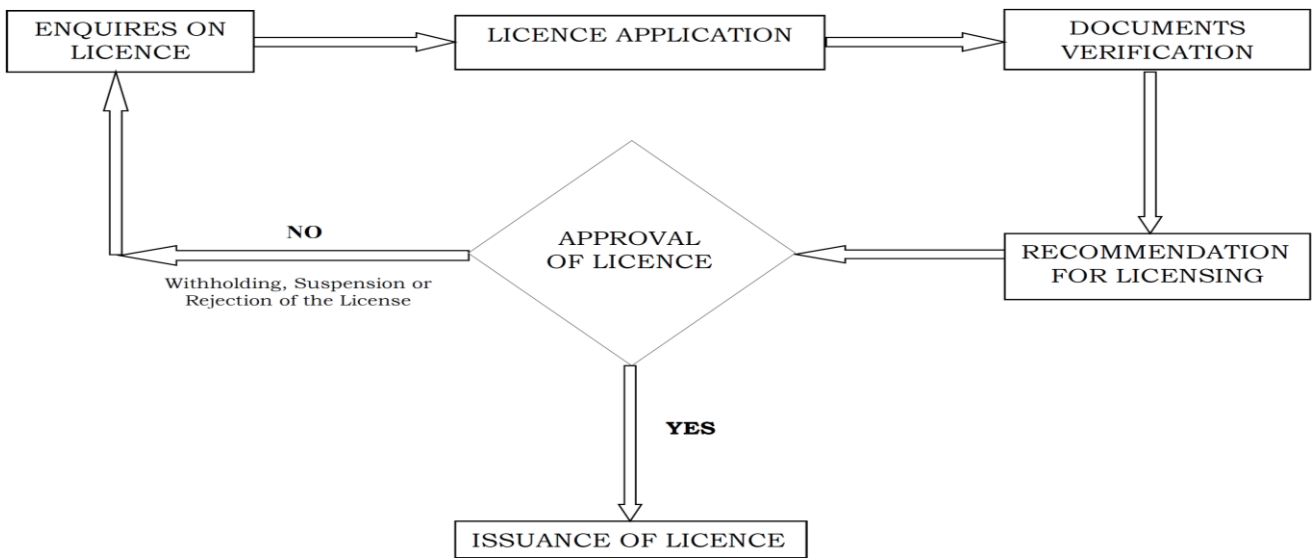 ENQUIRES ON
LICENCE
LICENCE APPLICATION
DOCUMENTS
VERIFICATION
RECOMMENDATION
FOR LICENSING
APPROVAL
OF LICENCE
NO
Withholding, Suspension or
Rejection of the License
YES
ISSUANCE OF LICENCE